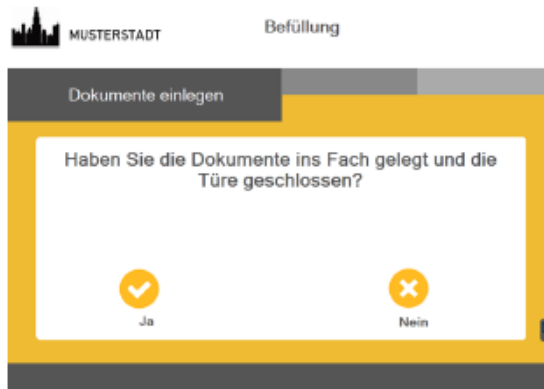 MUSTERSTADT
Befüllung
Dokumente einlegen
Haben Sie die Dokumente ins Fach gelegt und die
Türe geschlossen?
Ja
Nein